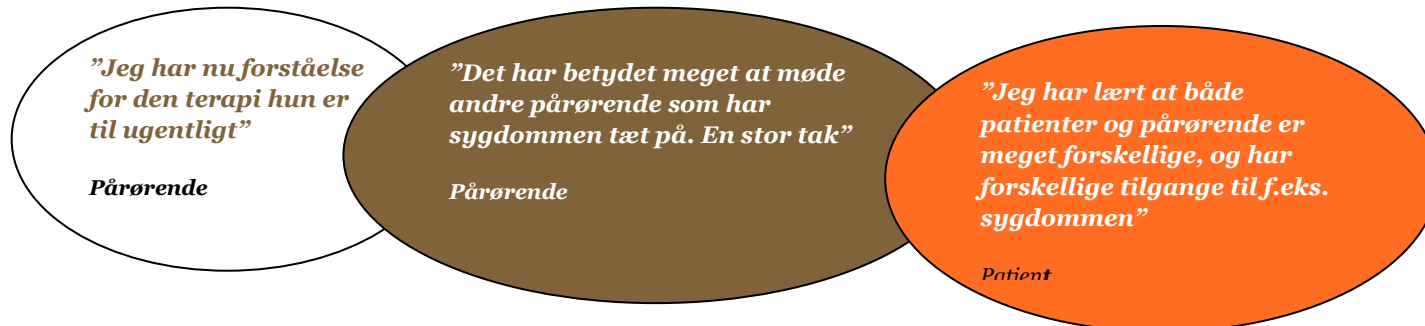 ”Jeg har nu forståelse
for den terapi hun er
til ugentligt”
Pårørende
”Det har betydet meget at møde
andre pårørende som har
sygdommen tæt på. En stor tak”
Pårørende
”Jeg har lært at både
patienter og pårørende er
meget forskellige, og har
forskellige tilgange til f.eks.
sygdommen”
Patient